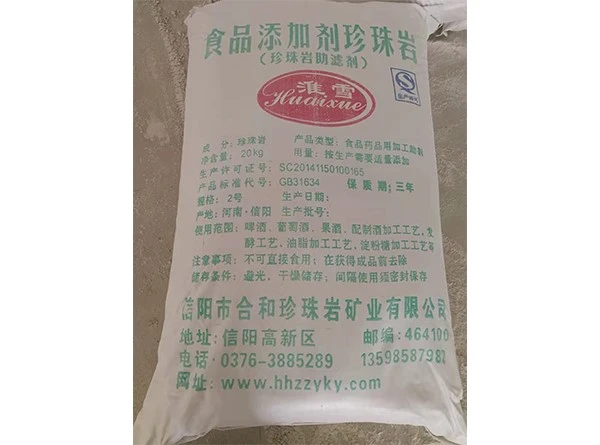 食品添加剂珍珠岩
(珍珠岩助滤剂)
淮雪
Huaixue
生产许可
成 分: 珍珠岩 产品类型: 食品药品用加工助剂
净含量: 20kg 用量: 按生产需要适量添加
生产许可证号: SC20141150100165
产品标准代号: GB31634 保质期: 三年
规格: 2号 生产日期:
产地: 河南·信阳 生产批号:
使用范围: 啤酒、葡萄酒、果酒、配制酒加工工艺, 发
酵工艺, 油脂加工工艺, 淀粉糖加工工艺等
注意事项: 不可直接食用; 在获得成品前去除
储存条件: 避光, 干燥储存; 间隔使用须密封保存
信阳市合和珍珠岩矿业有限公司
地址: 信阳高新区 邮编: 464100
电话· 0376-3885289 13598587982
网址: www.hhzzyky.com